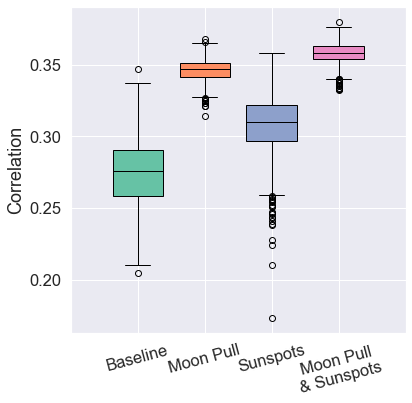 Correlation
0.35
0.30
0.25
0.20
Baseline
Moon Pull
Sunspots
Moon Pull
& Sunspots